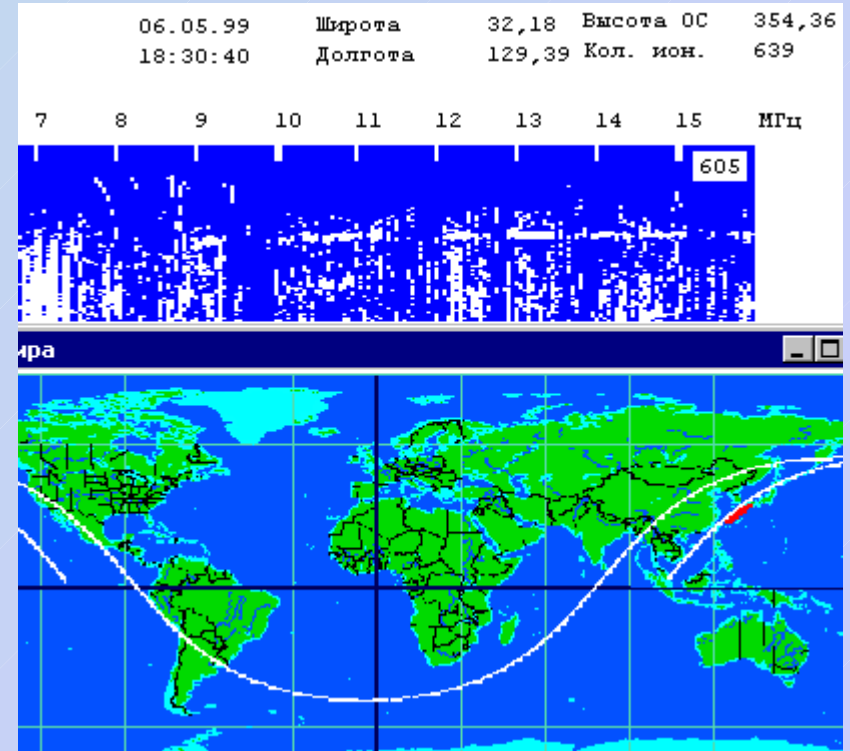 06.05.99 Широта 32,18 Высота ОС 354,36
18:30:40 Долгота 129,39 Кол. ион. 639
7 8 9 10 11 12 13 14 15 МГц
605
ира